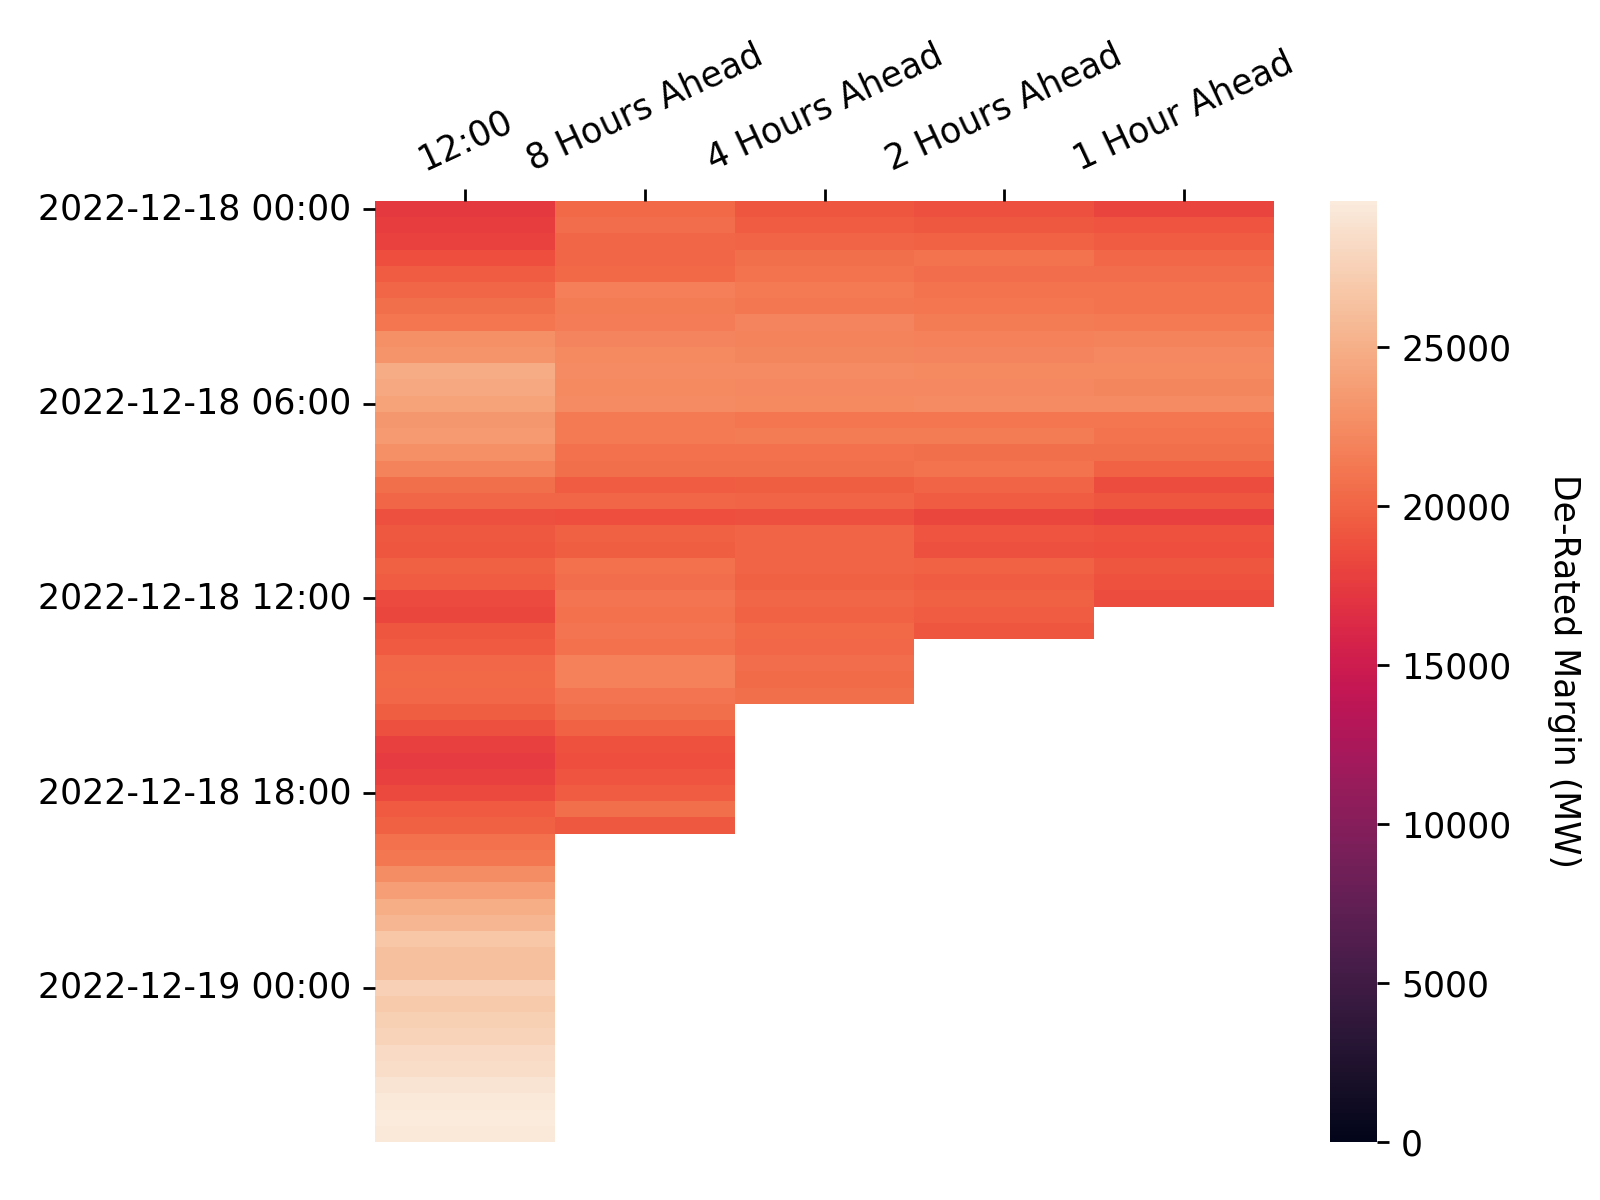 12:00
8 Hours Ahead
4 Hours Ahead
2 Hours Ahead
1 Hour Ahead
2022-12-18 00:00
2022-12-18 06:00
2022-12-18 12:00
2022-12-18 18:00
2022-12-19 00:00
25000
20000
15000
10000
5000
0
De-Rated Margin (MW)